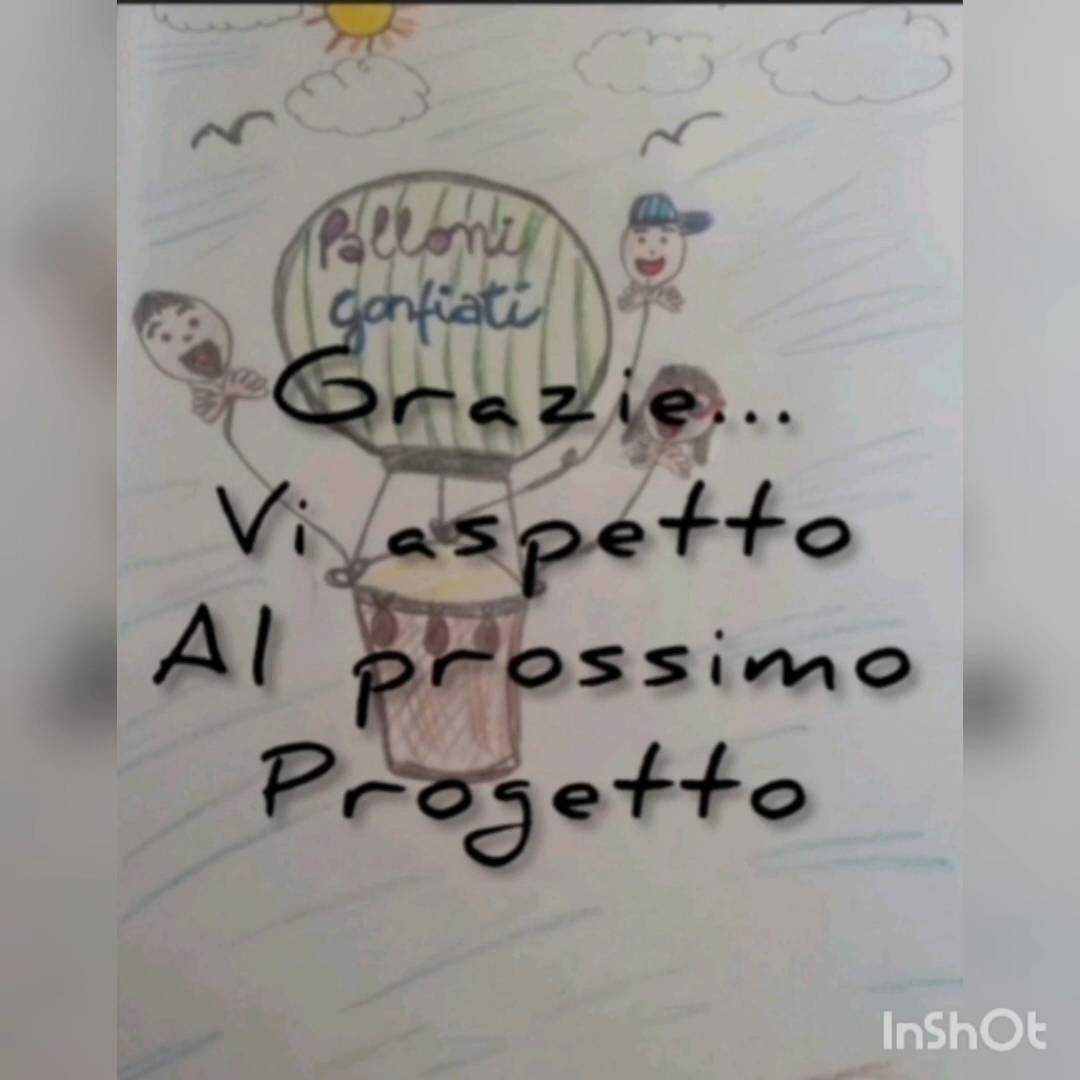 Palloni
gonfiati
Grazie...
Vi aspetto
Al prossimo
Progetto
InShOt